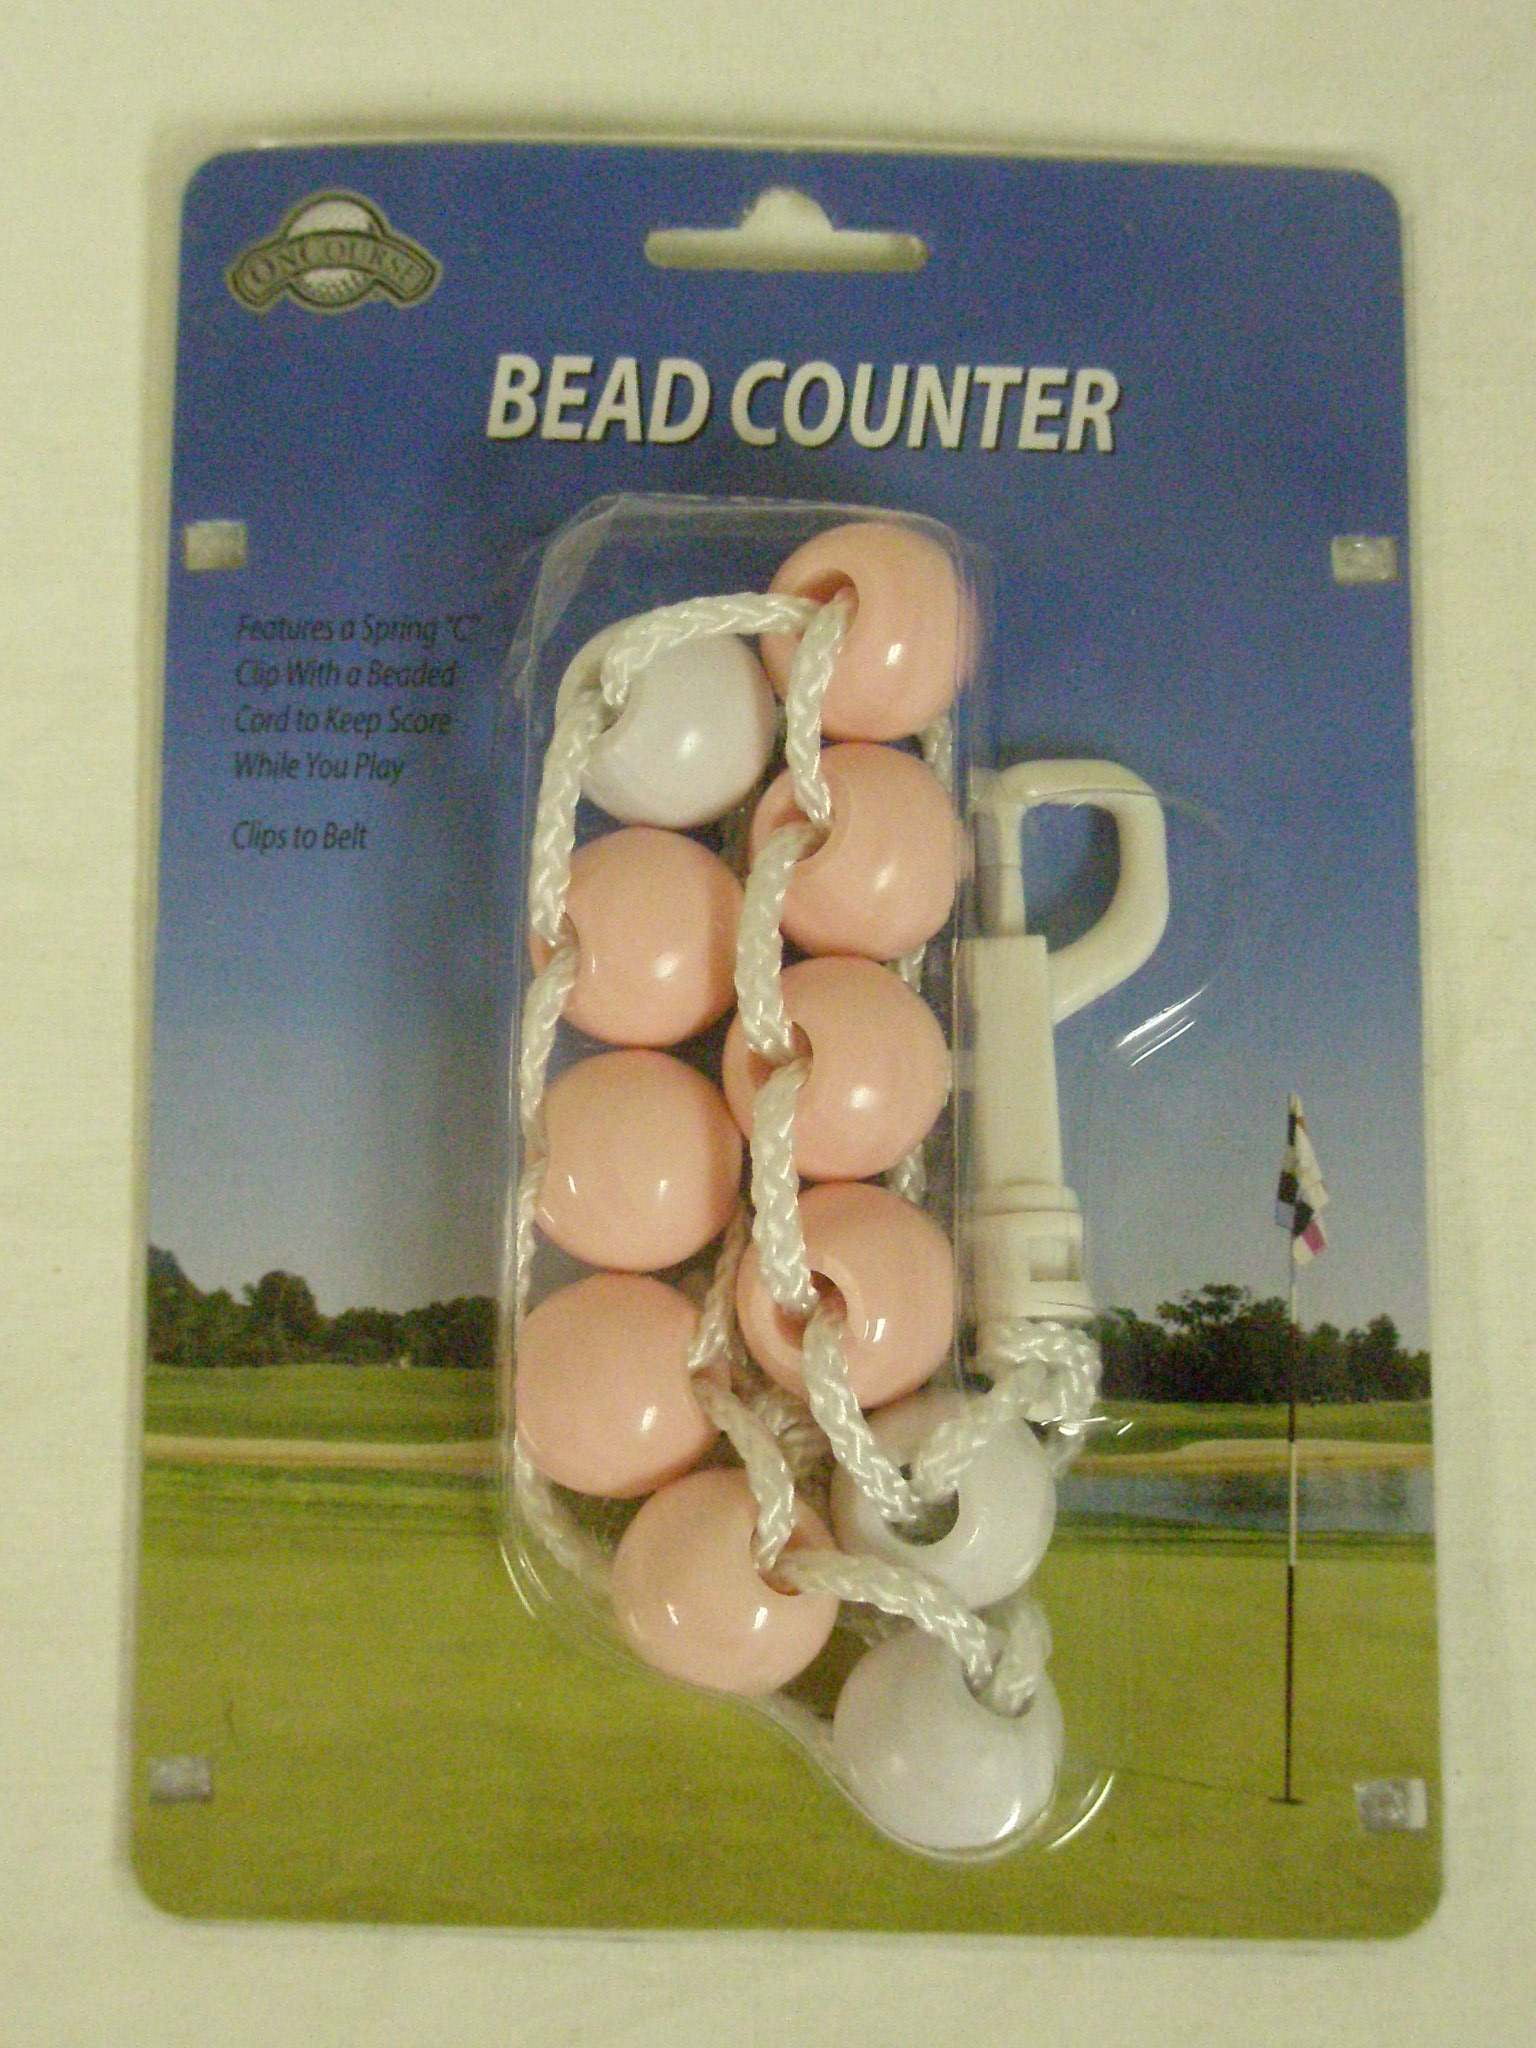 ONCOURSE
BEAD COUNTER
Features a Spring "C"
Clip With a Beaded
Cord to Keep Score
While You Play
Clips to Belt